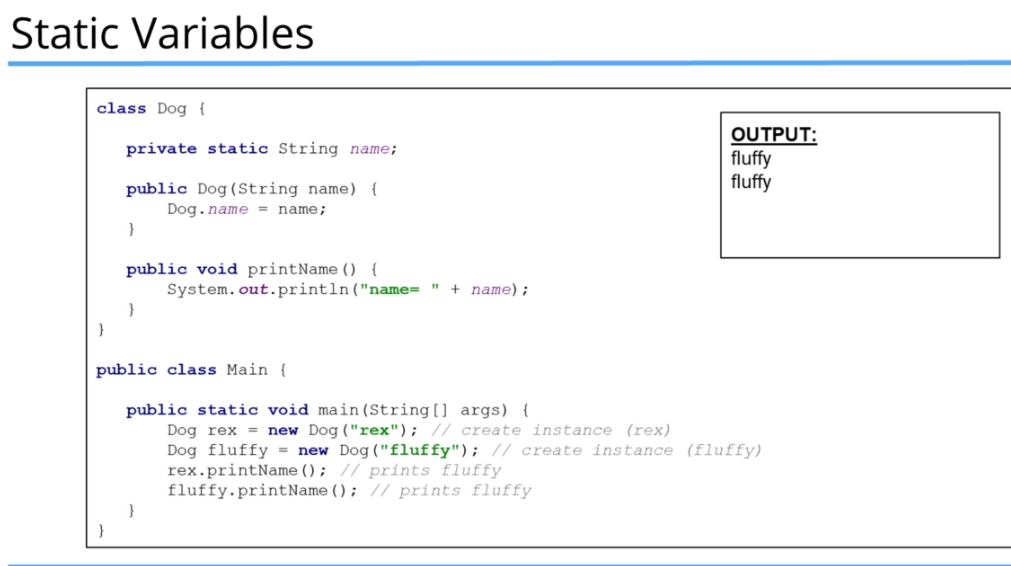 Static Variables
class Dog {
private static String name;
public Dog(String name) {
Dog.name = name;
}
public void printName() {
System.out.println("name= " + name);
}
}
public class Main {
public static void main(String[] args) {
Dog rex = new Dog("rex"); // create instance (rex)
Dog fluffy = new Dog("fluffy"); // create instance (fluffy)
rex.printName(); // prints fluffy
fluffy.printName(); // prints fluffy
}
}
OUTPUT:
fluffy
fluffy